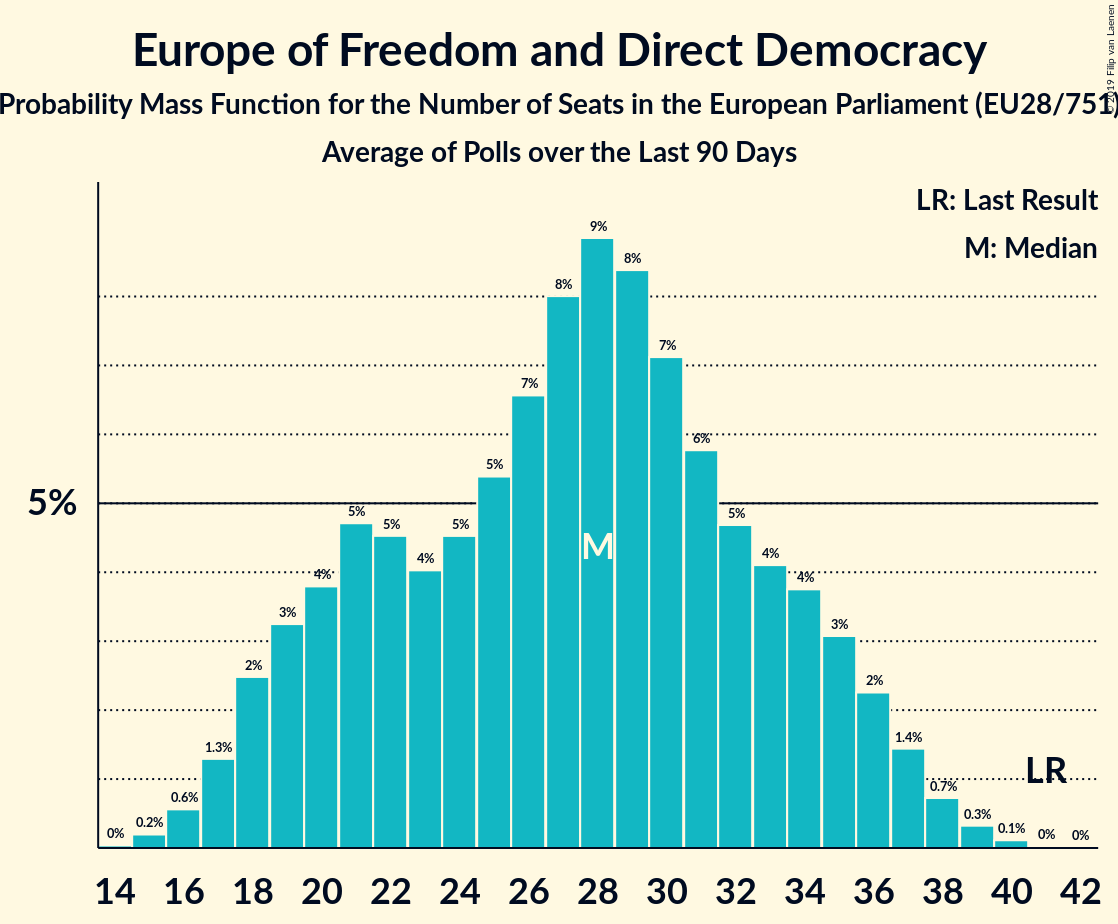 Europe of Freedom and Direct Democracy
Probability Mass Function for the Number of Seats in the European Parliament (EU28/751)
Average of Polls over the Last 90 Days
© 2019 Filip van Laenen
LR: Last Result
M: Median
5%
0% 0.2% 0.6% 1.3% 2% 3% 4% 5% 5% 4% 5% 5% 7% 8% 9% 8% 7% 6% 5% 4% 4% 3% 2% 1.4% 0.7% 0.3% 0.1% 0% 0%
M
LR
14 16 18 20 22 24 26 28 30 32 34 36 38 40 42